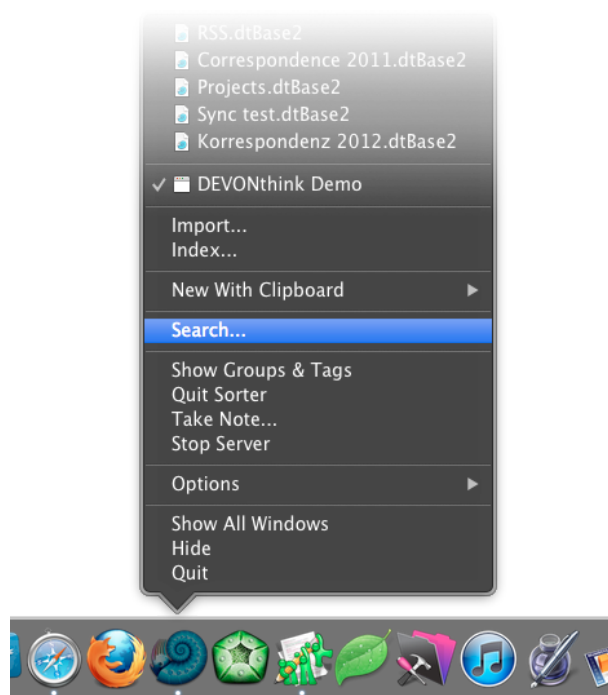 RSS.dtBase2
Correspondence 2011.dtBase2
Projects.dtBase2
Sync test.dtBase2
Korrespondenz 2012.dtBase2
DEVONthink Demo
Import...
Index...
New With Clipboard
Search...
Show Groups & Tags
Quit Sorter
Take Note...
Stop Server
Options
Show All Windows
Hide
Quit